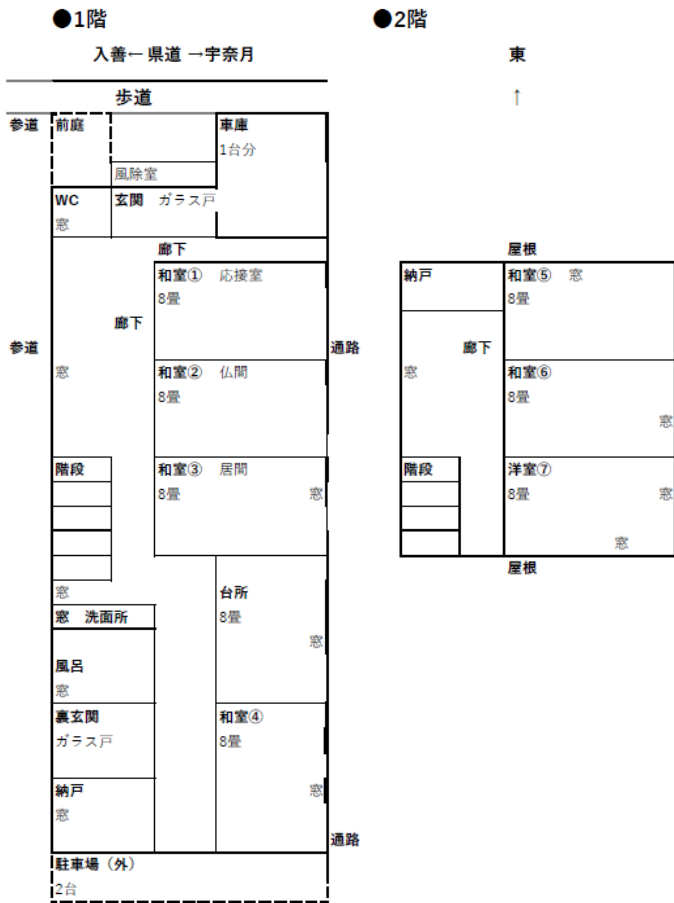 ●1階
入善← 県道 →宇奈月
歩道
参道
前庭
車庫
1台分
風除室
WC
窓
玄関 ガラス戸
廊下
和室① 応接室
8畳
廊下
参道
通路
窓
和室② 仏間
8畳
階段
和室③ 居間
8畳
窓
窓
台所
8畳
窓
窓 洗面所
風呂
窓
裏玄関
ガラス戸
和室④
8畳
窓
納戸
窓
通路
駐車場（外）
2台
●2階
東
↑
屋根
納戸
和室⑤ 窓
8畳
廊下
窓
和室⑥
8畳
窓
階段
洋室⑦
8畳
窓
窓
屋根